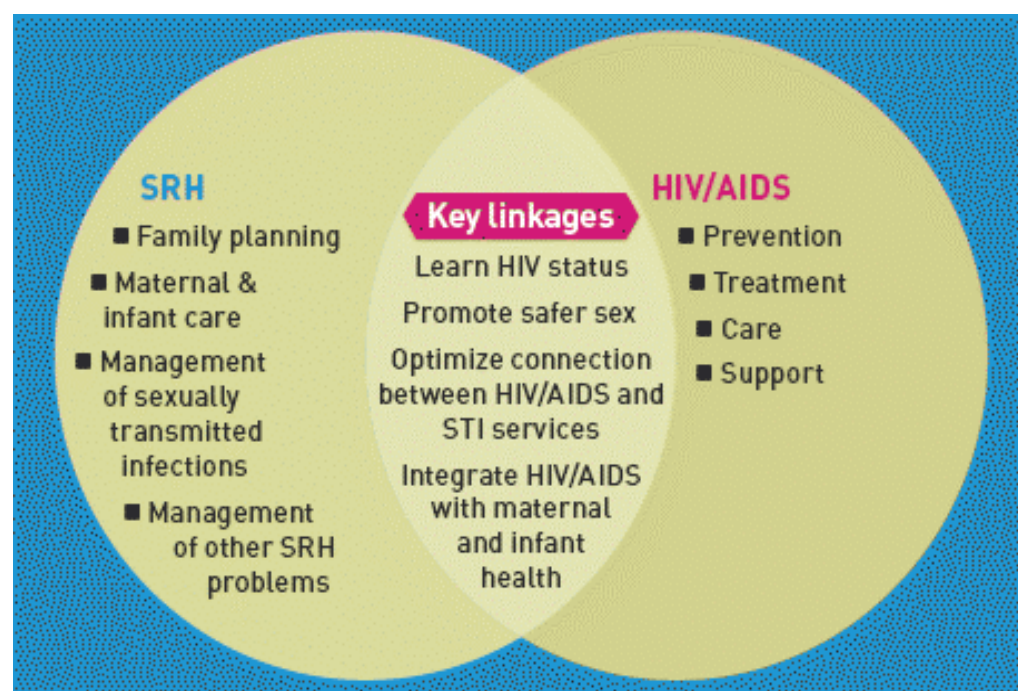 SRH
■ Family planning
■ Maternal &
infant care
■ Management
of sexually
transmitted
infections
■ Management
of other SRH
problems
Key linkages
Learn HIV status
Promote safer sex
Optimize connection
between HIV/AIDS and
STI services
Integrate HIV/AIDS
with maternal
and infant
health
HIV/AIDS
■ Prevention
■ Treatment
■ Care
■ Support